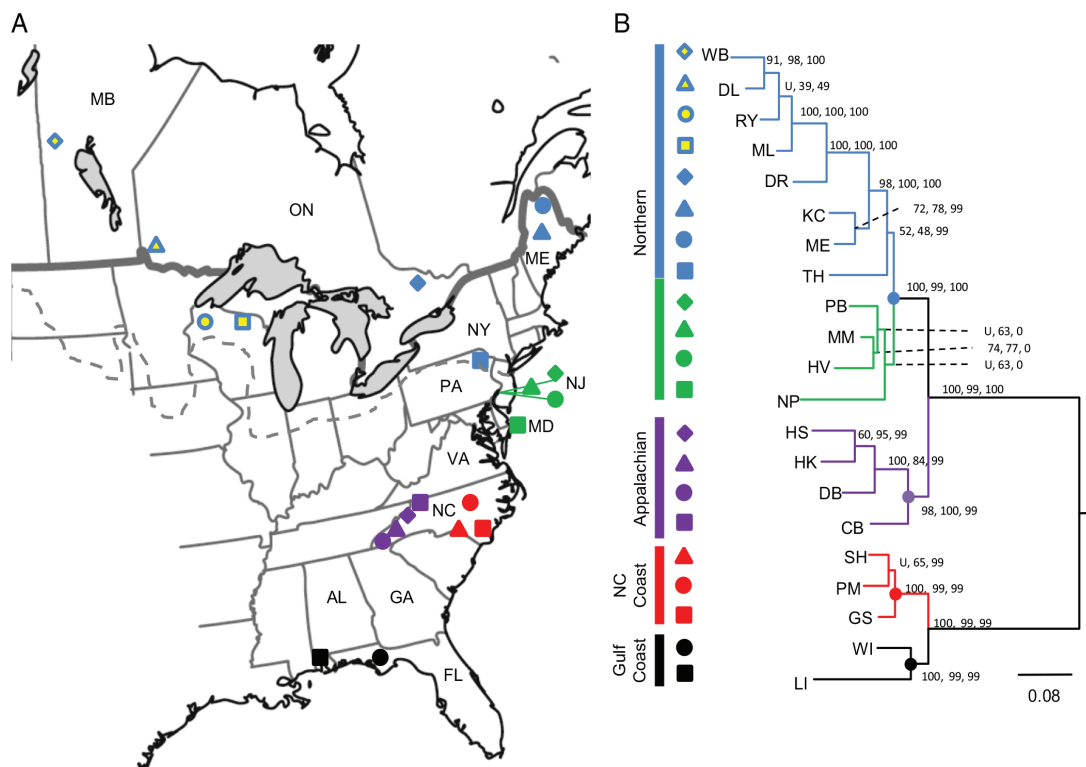 A
MB
ON
ME
NY
PA
NJ
MD
VA
NC
AL
GA
FL
B
Northern
Appalachian
NC
Coast
Gulf
Coast
WB
91, 98, 100
DL
U, 39, 49
RY
100, 100, 100
ML
100, 100, 100
DR
98, 100, 100
KC
72, 78, 99
ME
52, 48, 99
TH
100, 99, 100
PB
U, 63, 0
MM
74, 77, 0
HV
U, 63, 0
100, 99, 100
NP
HS
60, 95, 99
HK
100, 84, 99
DB
98, 100, 99
CB
SH
U, 65, 99
PM
100, 99, 99
GS
100, 99, 99
WI
100, 99, 99
LI
0.08